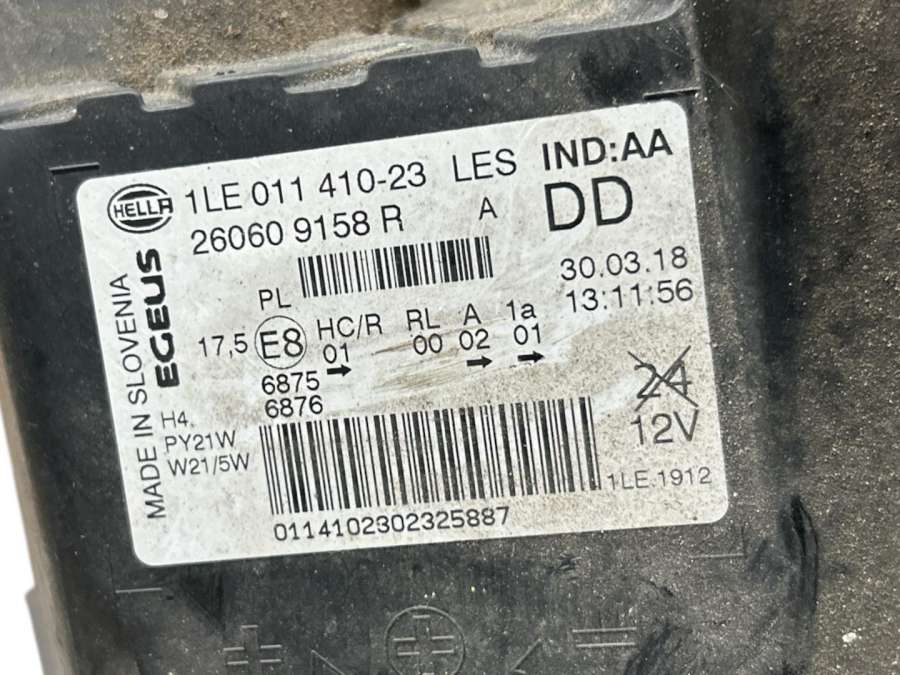 HELLA
1LE 011 410-23 LES IND:AA
260609158 R A DD
30.03.18
13:11:56
PL
17,5 E8 HC/R RL A 1a
01 00 02 01
6875
6876
24
12V
H4.
PY21W
W21/5W
1LE.1912
0114102302325887
MADE IN SLOVENIA
EGEUS